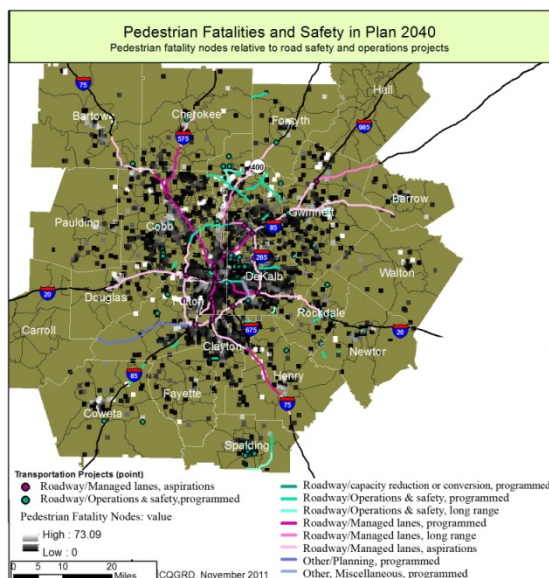 Pedestrian Fatalities and Safety in Plan 2040
Pedestrian fatality nodes relative to road safety and operations projects
75
Hall
Bartow
Cherokee
Forsyth
575
985
400
Barrow
Gwinnett
Paulding
Cobb
85
285
Walton
DeKalb
20
Douglas
Fulton
Rockdale
Carroll
675
20
Clayton
Newton
85
Henry
Fayette
75
Coweta
Spalding
Transportation Projects (point)
Roadway/Managed lanes, aspirations
Roadway/Operations & safety,programmed
Pedestrian Fatality Nodes: value
High : 73.09
Low : 0
0 5 10 20
Miles
CQGRD, November 2011
Roadway/capacity reduction or conversion, programmed
Roadway/Operations & safety, programmed
Roadway/Operations & safety, long range
Roadway/Managed lanes, programmed
Roadway/Managed lanes, long range
Roadway/Managed lanes, aspirations
Other/Planning, programmed
Other, Miscellaneous, programmed